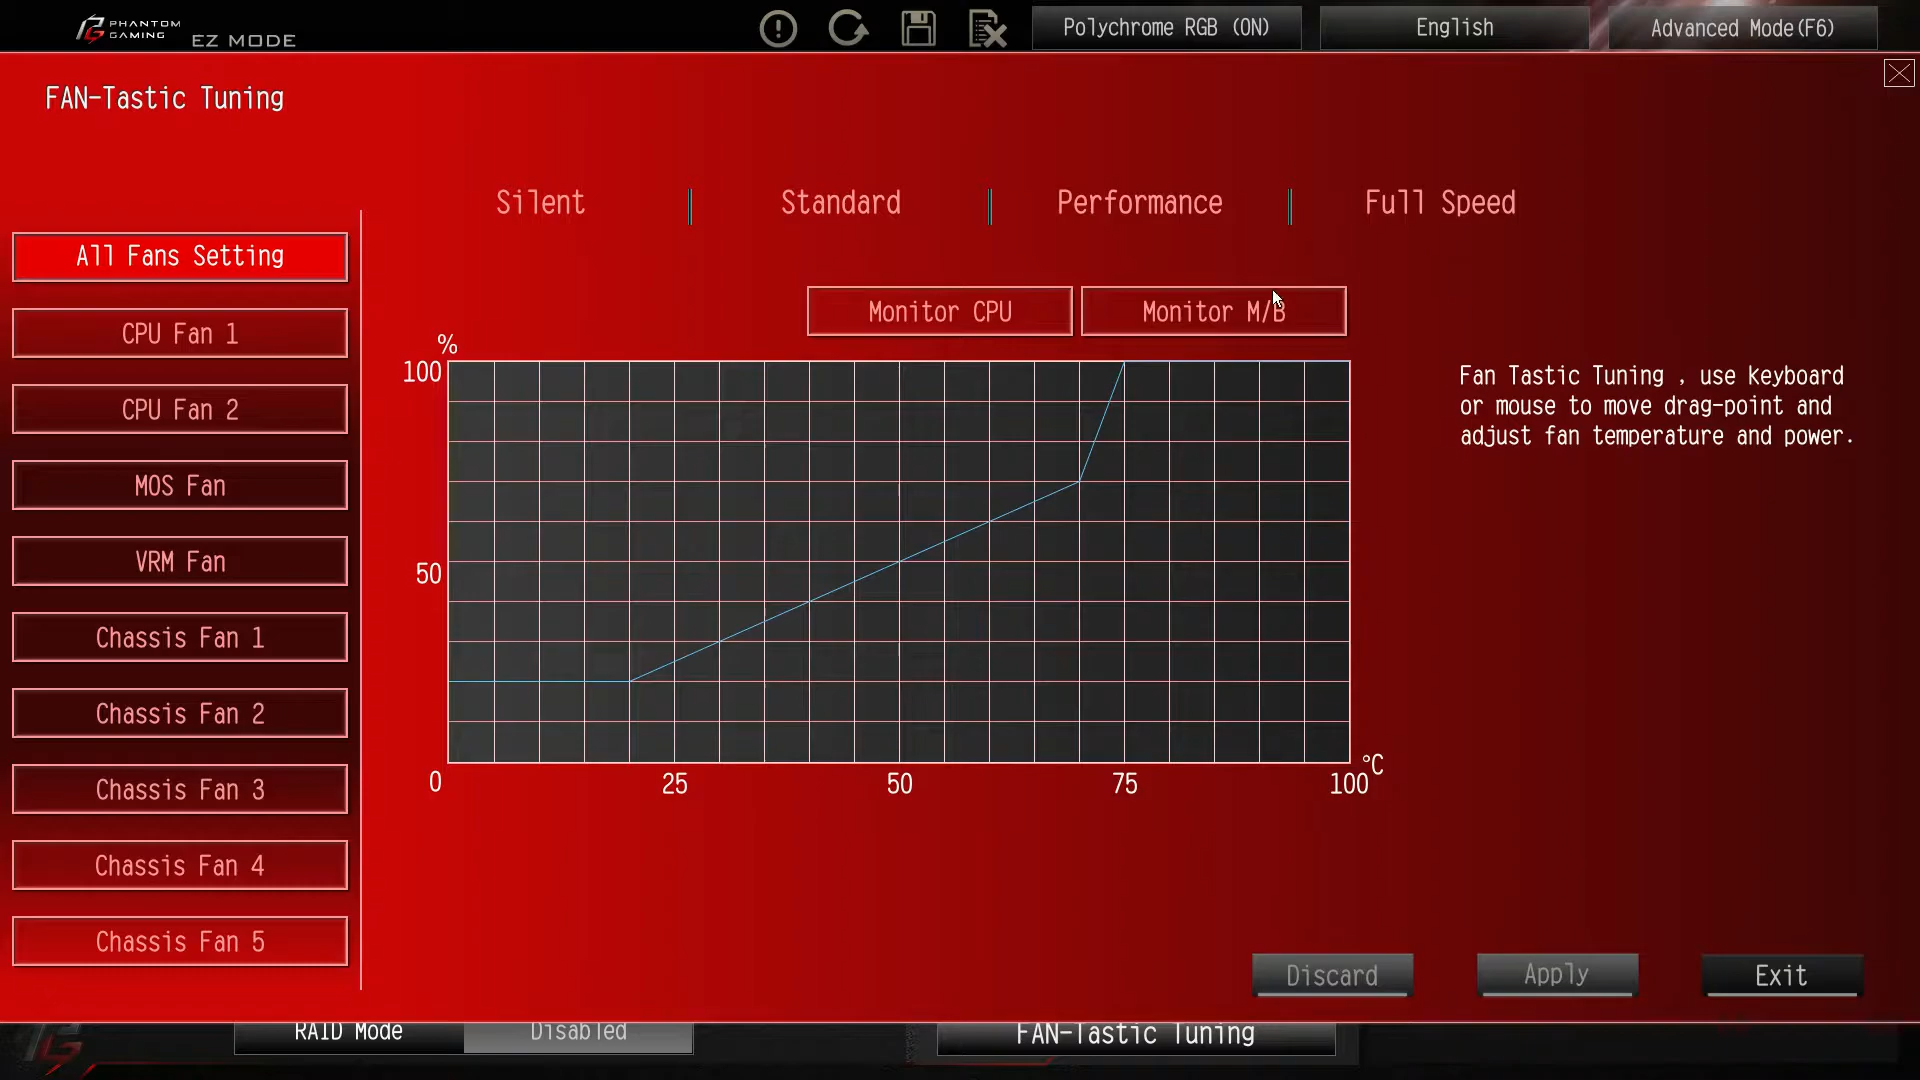 PHANTOM
GAMING
EZ MODE
Polychrome RGB (ON)
English
Advanced Mode(F6)
FAN-Tastic Tuning
Silent
Standard
Performance
Full Speed
All Fans Setting
CPU Fan 1
CPU Fan 2
MOS Fan
VRM Fan
Chassis Fan 1
Chassis Fan 2
Chassis Fan 3
Chassis Fan 4
Chassis Fan 5
Monitor CPU
Monitor M/B
%
100
50
0
25
50
75
100
°C
Fan Tastic Tuning , use keyboard
or mouse to move drag-point and
adjust fan temperature and power.
Discard
Apply
Exit
RAID Mode
Disabled
FAN-Tastic Tuning